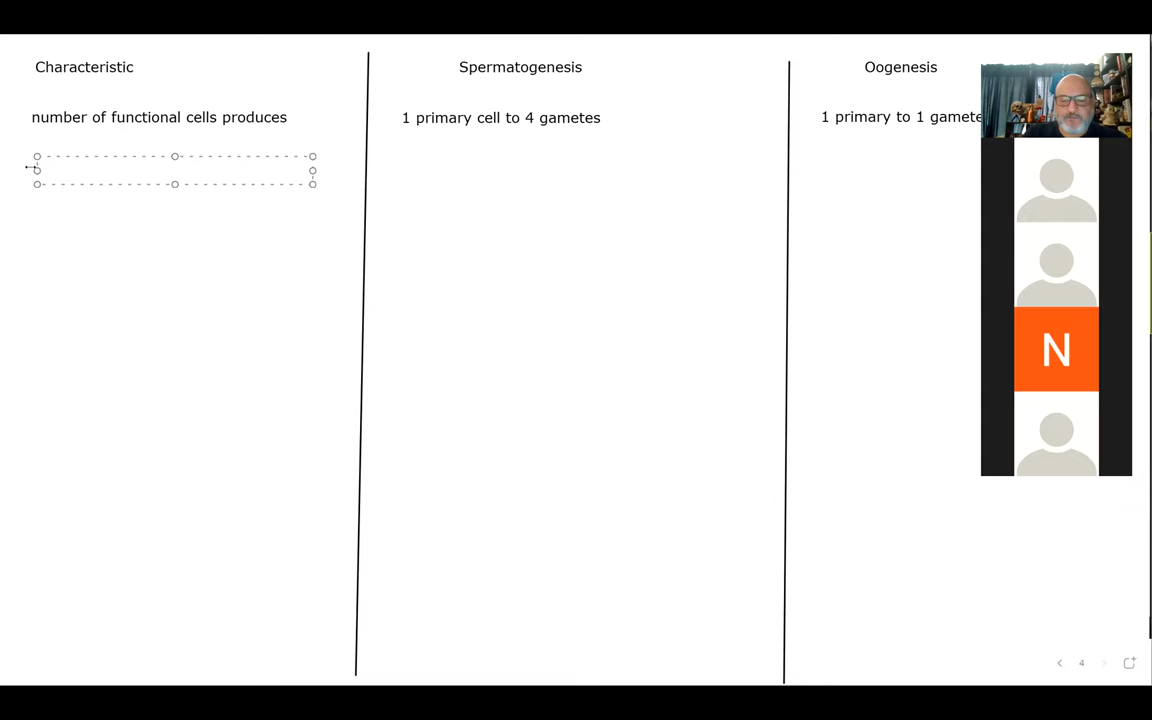 Characteristic Spermatogenesis Oogenesis
number of functional cells produces 1 primary cell to 4 gametes 1 primary to 1 gamete
N
4